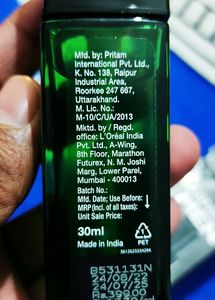 Mfd. by: Pritam
International Pvt. Ltd.,
K. No. 138, Raipur
Industrial Area,
Roorkee 247 667,
Uttarakhand.
M. Lic. No.:
M-10/C/UA/2013
Mktd. by / Regd.
office: L'Oréal India
Pvt. Ltd., A-Wing,
8th Floor, Marathon
Futurex, N. M. Joshi
Marg, Lower Parel,
Mumbai - 400013
Batch No.:
Mfd. Date; Use Before;
MRP(Incl. of all taxes)
Unit Sale Price:
30ml
Made in India
PET
B531131N
24/08/22
24/07/25
Rs.399.00